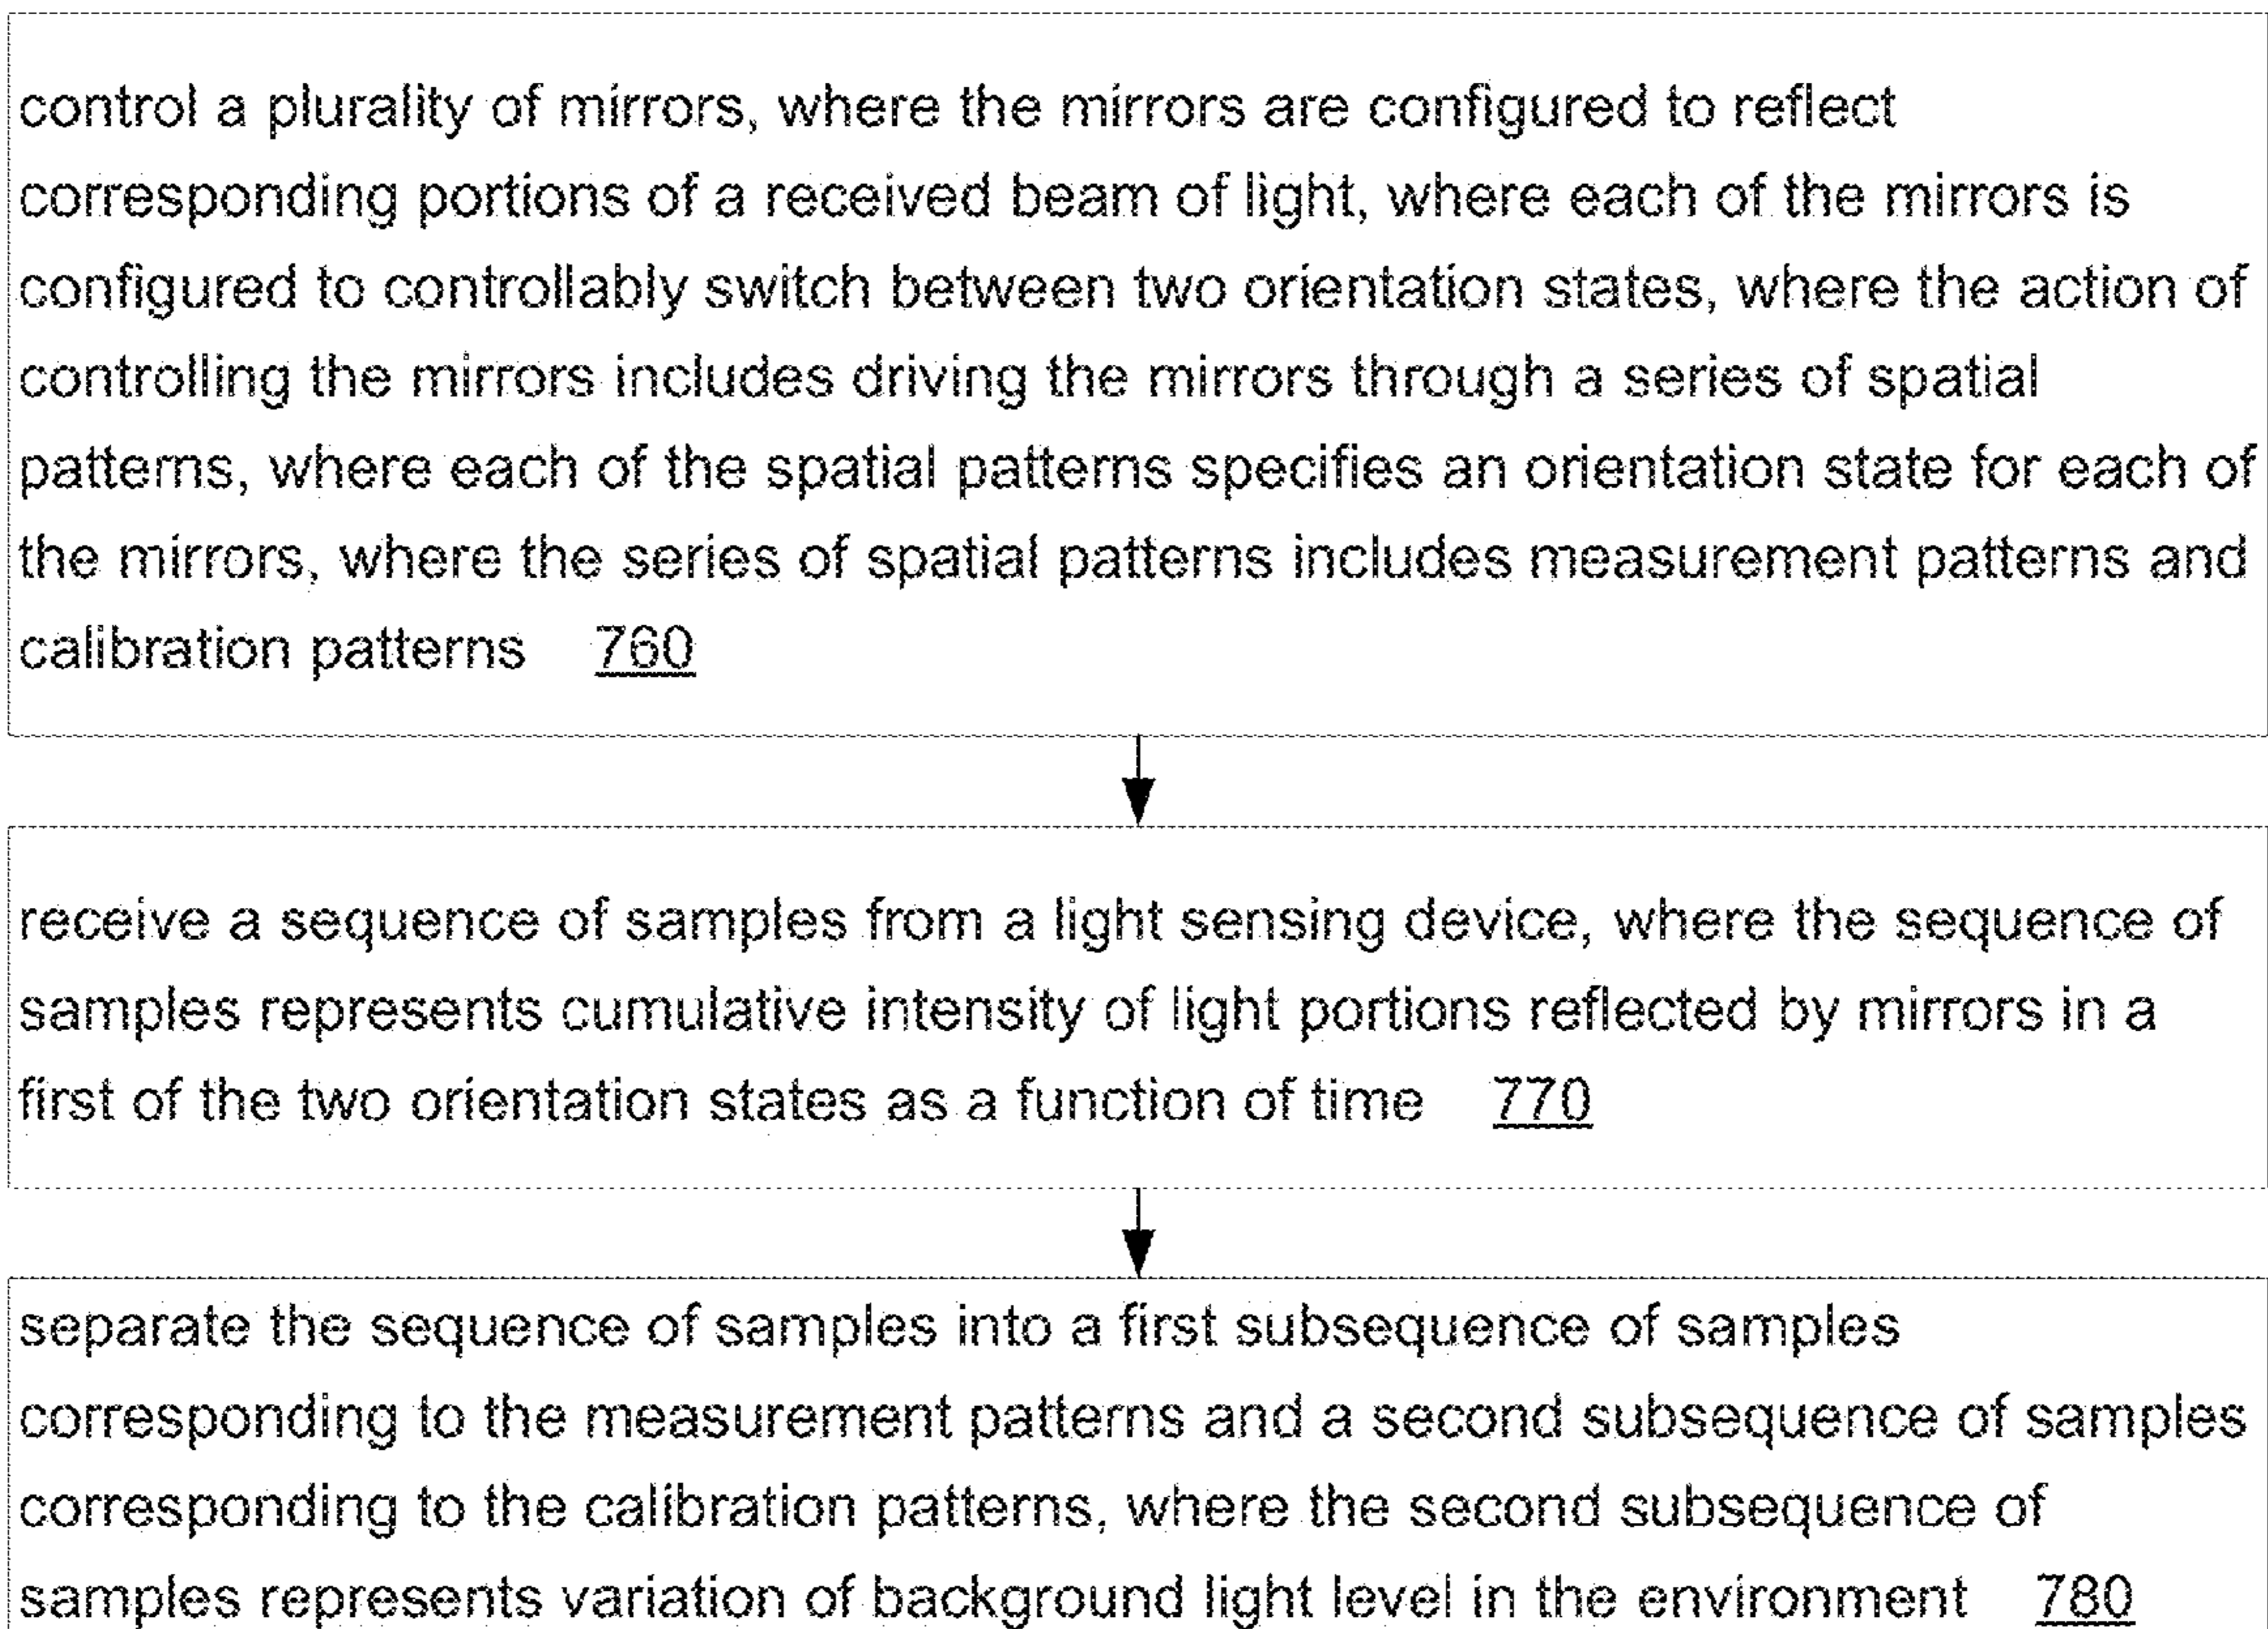 control a plurality of mirrors, where the mirrors are configured to reflect
corresponding portions of a received beam of light, where each of the mirrors is
configured to controllably switch between two orientation states, where the action of
controlling the mirrors includes driving the mirrors through a series of spatial
patterns, where each of the spatial patterns specifies an orientation state for each of
the mirrors, where the series of spatial patterns includes measurement patterns and
calibration patterns 760
receive a sequence of samples from a light sensing device, where the sequence of
samples represents cumulative intensity of light portions reflected by mirrors in a
first of the two orientation states as a function of time 770
separate the sequence of samples into a first subsequence of samples
corresponding to the measurement patterns and a second subsequence of samples
corresponding to the calibration patterns, where the second subsequence of
samples represents variation of background light level in the environment 780